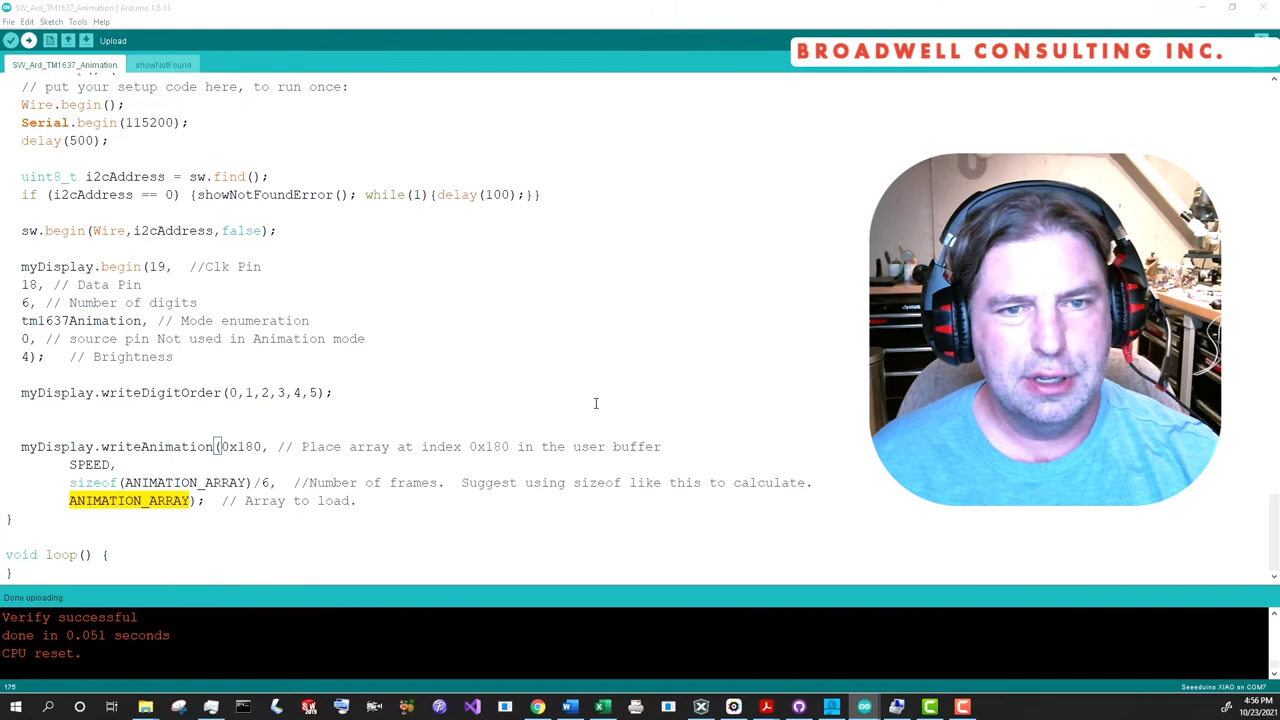 SW_Ard_TM1637_Animation | Arduino 1.8.13
File Edit Sketch Tools Help
Upload
BROADWELL CONSULTING INC.
SW_Ard_TM1637_Animation showNotFound
// put your setup code here, to run once:
Wire.begin();
Serial.begin(115200);
delay(500);
uint8_t i2cAddress = sw.find();
if (i2cAddress == 0) {showNotFoundError(); while(1){delay(100);}}
sw.begin(Wire,i2cAddress,false);
myDisplay.begin(19, //Clk Pin
18, // Data Pin
6, // Number of digits
tm1637Animation, // Mode enumeration
0, // source pin Not used in Animation mode
4); // Brightness
myDisplay.writeDigitOrder(0,1,2,3,4,5);
myDisplay.writeAnimation(0x180, // Place array at index 0x180 in the user buffer
SPEED,
sizeof(ANIMATION_ARRAY)/6, //Number of frames. Suggest using sizeof like this to calculate.
ANIMATION_ARRAY); // Array to load.
}
void loop() {
}
Done uploading.
Verify successful
done in 0.051 seconds
CPU reset.
175
Seeeduino XIAO on COM7
4:56 PM
10/23/2021